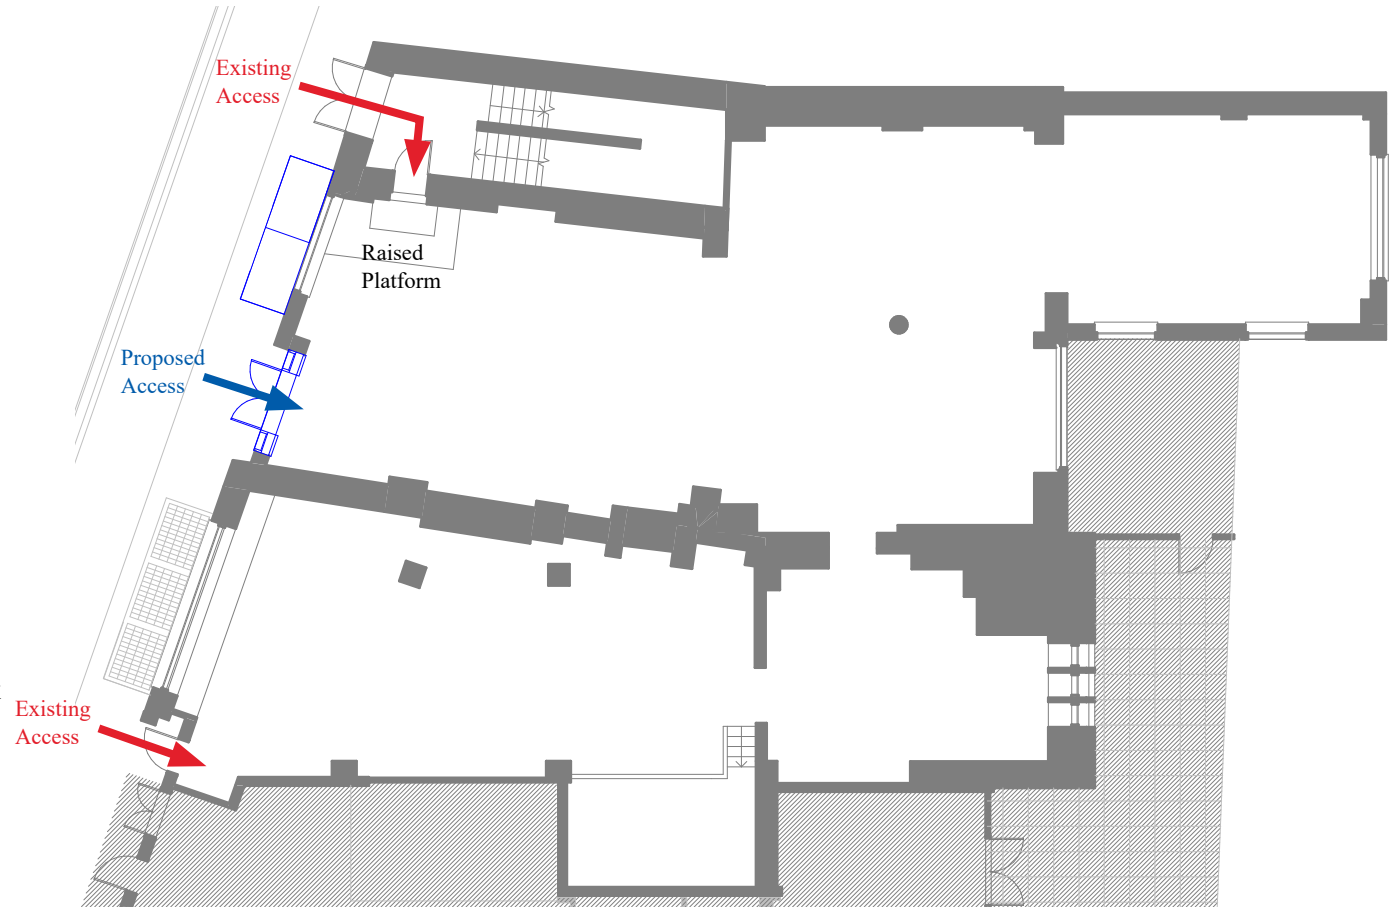 Existing
Access
Raised
Platform
Proposed
Access
Existing
Access